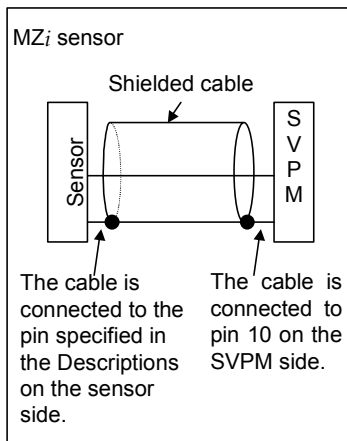 MZi sensor
Shielded cable
Sensor
S
V
P
M
The cable is
connected to the
pin specified in
the Descriptions
on the sensor
side.
The cable is
connected to
pin 10 on the
SVPM side.